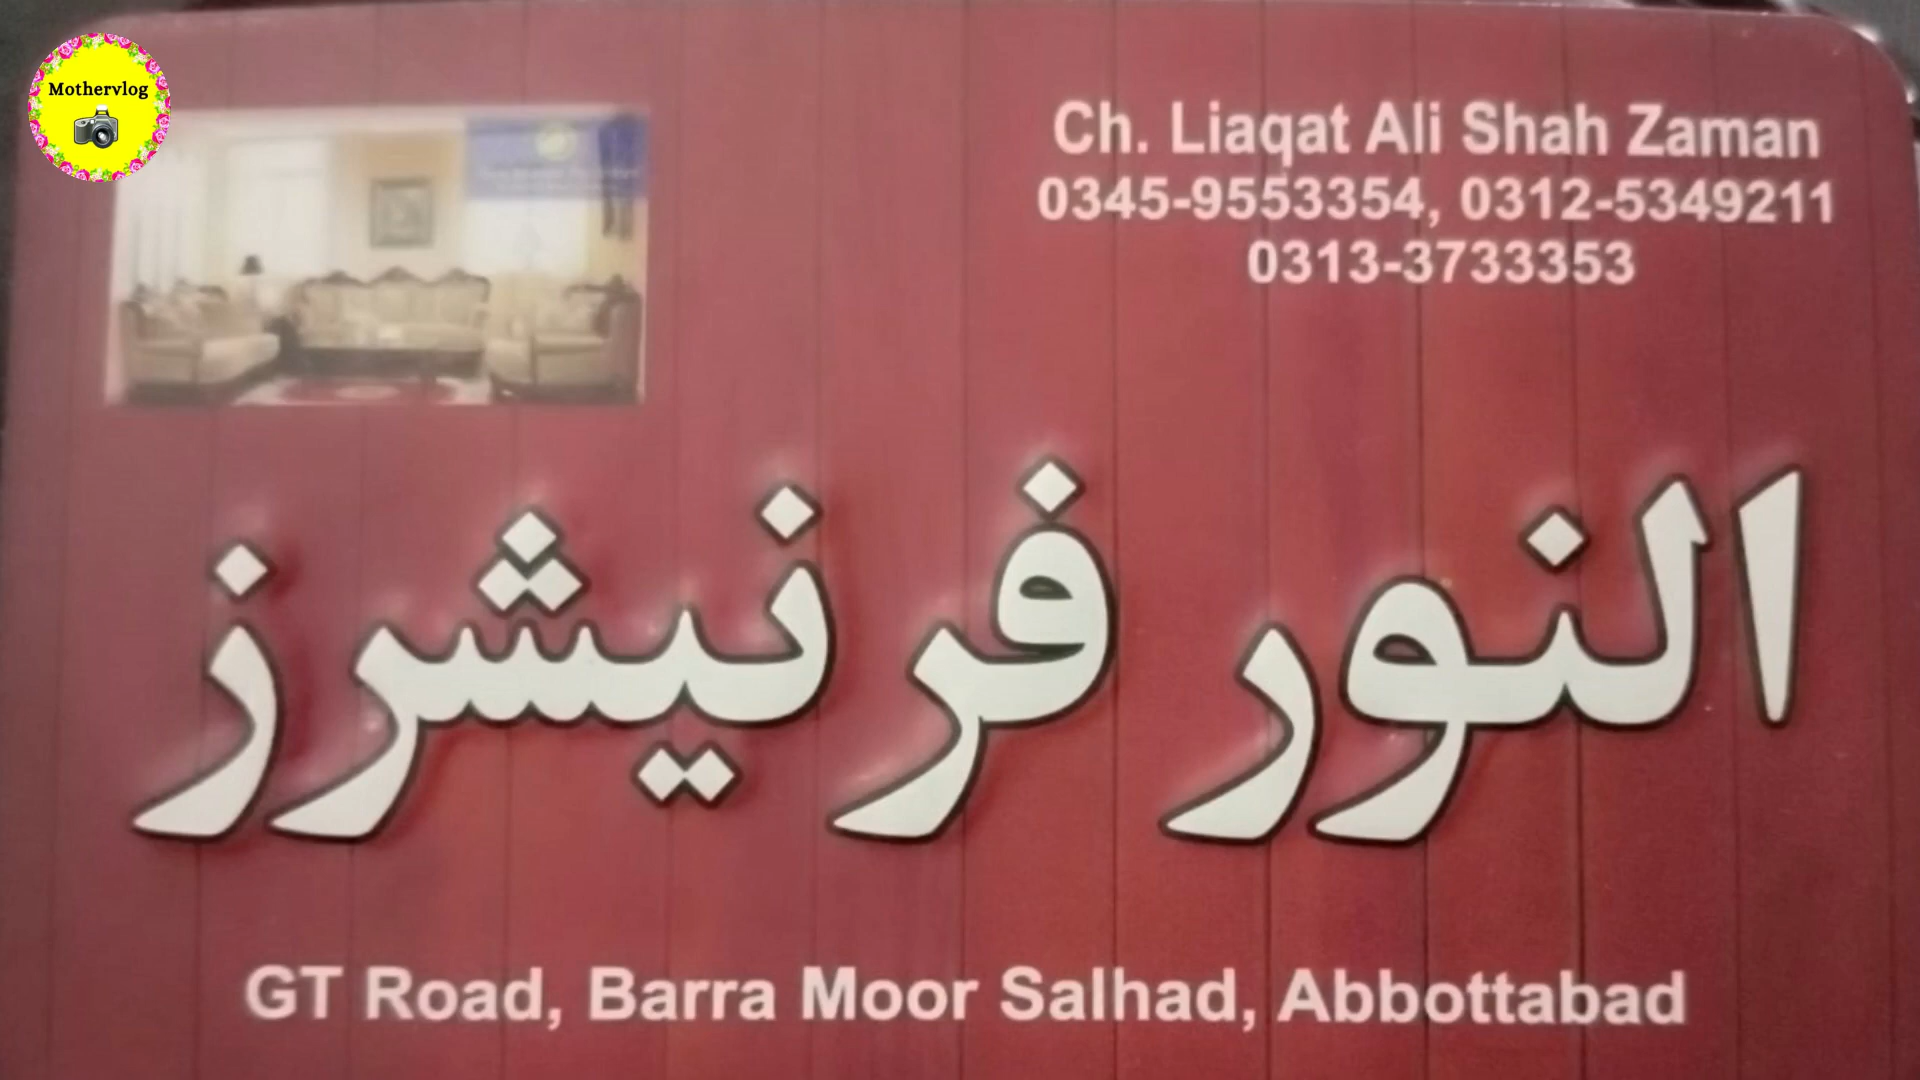 Mothervlog
Ch. Liaqat Ali Shah Zaman
0345-9553354, 0312-5349211
0313-3733353
النور فرنیشرز
GT Road, Barra Moor Salhad, Abbottabad